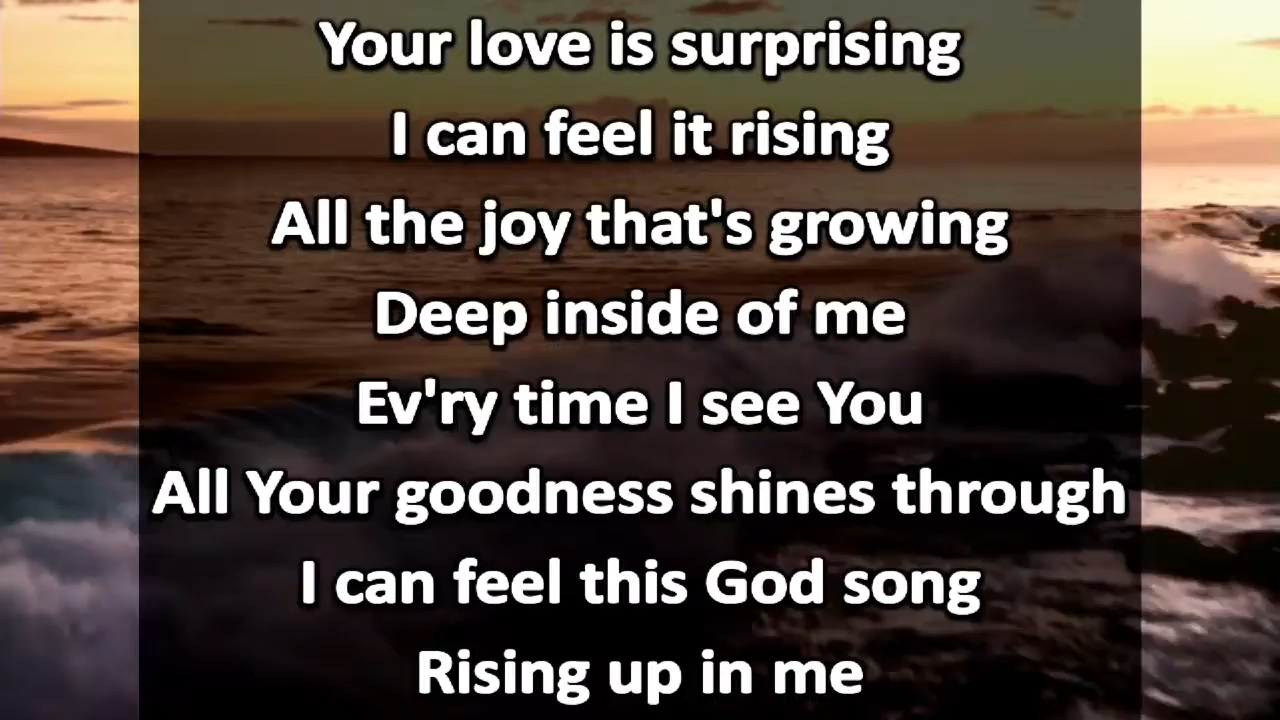 Your love is surprising
I can feel it rising
All the joy that's growing
Deep inside of me
Ev'ry time I see You
All Your goodness shines through
I can feel this God song
Rising up in me